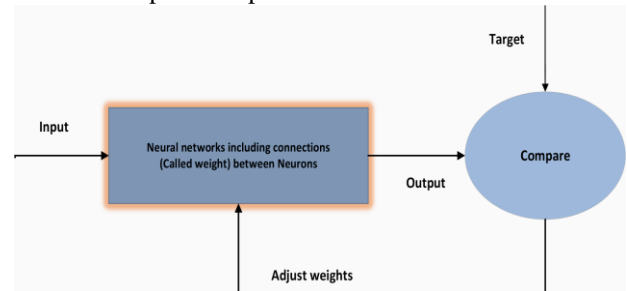 Target
Input
Neural networks including connections
(Called weight) between Neurons
Compare
Output
Adjust weights